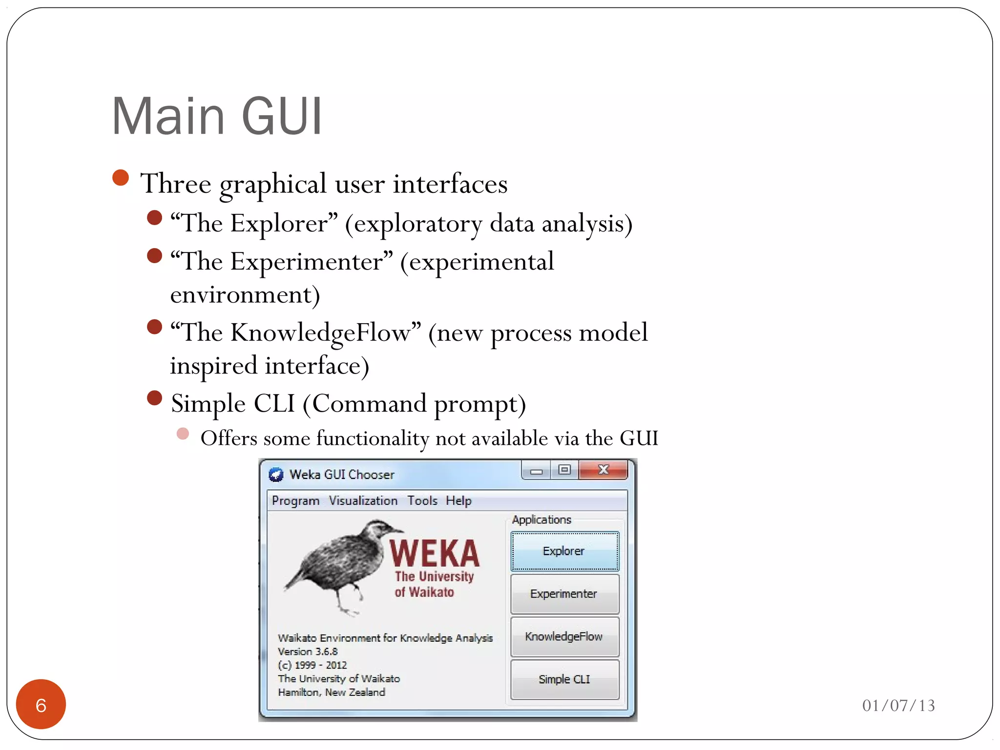 Main GUI
Three graphical user interfaces
“The Explorer” (exploratory data analysis)
“The Experimenter” (experimental
environment)
“The KnowledgeFlow” (new process model
inspired interface)
Simple CLI (Command prompt)
Offers some functionality not available via the GUI
Weka GUI Chooser
Program Visualization Tools Help
Applications
WEKA
The University
of Waikato
Explorer
Experimenter
KnowledgeFlow
Simple CLI
Waikato Environment for Knowledge Analysis
Version 3.6.8
(c) 1999 - 2012
The University of Waikato
Hamilton, New Zealand
6
01/07/13